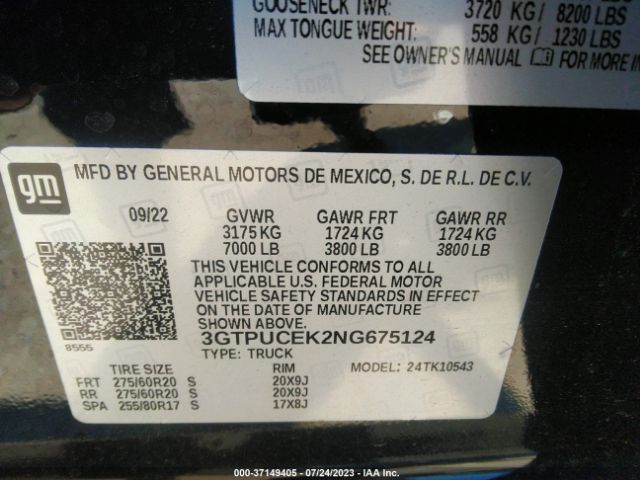 GOOSENECK TWR: 3720 KG/ 8200 LBS
MAX TONGUE WEIGHT: 558 KG/ 1230 LBS
SEE OWNER'S MANUAL FOR MORE IN
gm
MFD BY GENERAL MOTORS DE MEXICO, S. DE R.L. DE C.V.
09/22 GVWR GAWR FRT GAWR RR
3175 KG 1724 KG 1724 KG
7000 LB 3800 LB 3800 LB
THIS VEHICLE CONFORMS TO ALL
APPLICABLE U.S. FEDERAL MOTOR
VEHICLE SAFETY STANDARDS IN EFFECT
ON THE DATE OF MANUFACTURE
SHOWN ABOVE.
8555
3GTPUCEK2NG675124
TYPE: TRUCK MODEL: 24TK10543
TIRE SIZE RIM
FRT 275/60R20 S 20X9J
RR 275/60R20 S 20X9J
SPA 255/80R17 S 17X8J
000-37149405 - 07/24/2023 - IAA Inc.